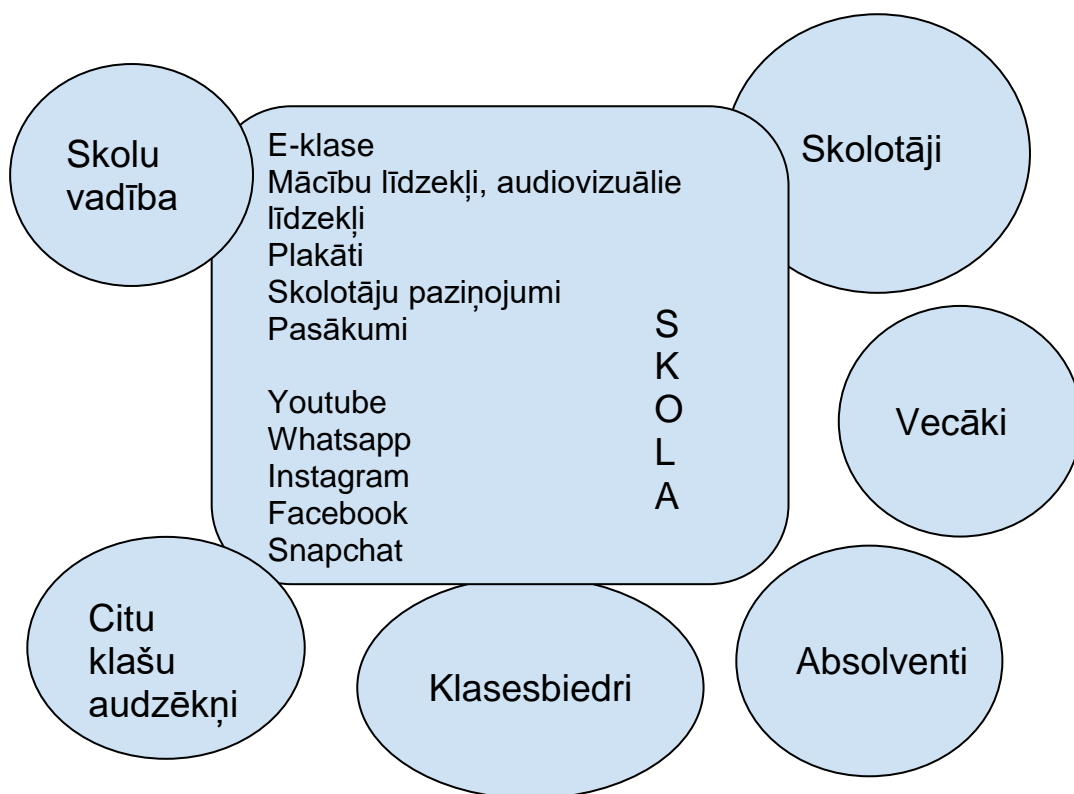 Skolu
vadība
E-klase
Mācību līdzekļi, audiovizuālie
līdzekļi
Plakāti
Skolotāju paziņojumi
Pasākumi
Youtube
Whatsapp
Instagram
Facebook
Snapchat
S
K
O
L
A
Skolotāji
Vecāki
Citu
klašu
audzēkņi
Klasesbiedri
Absolventi